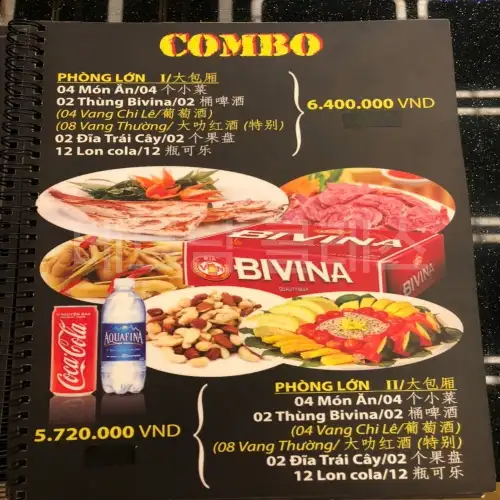 COMBO
PHÒNG LỚN I/大包厢
04 Món Ăn/04 个小菜
02 Thùng Bivina/02 桶啤酒
(04 Vang Chi Lê/葡萄酒)
(08 Vang Thường/ 大叻红酒 (特别)
02 Đĩa Trái Cây/02 个果盘
12 Lon cola/12 瓶可乐
6.400.000 VND
BIVINA
BIVINA
Coca-Cola
AQUAFINA
PHÒNG LỚN II/大包厢
04 Món Ăn/04 个小菜
02 Thùng Bivina/02 桶啤酒
(04 Vang Chi Lê/葡萄酒)
(08 Vang Thường/ 大叻红酒 (特别)
02 Đĩa Trái Cây/02 个果盘
12 Lon cola/12 瓶可乐
5.720.000 VND